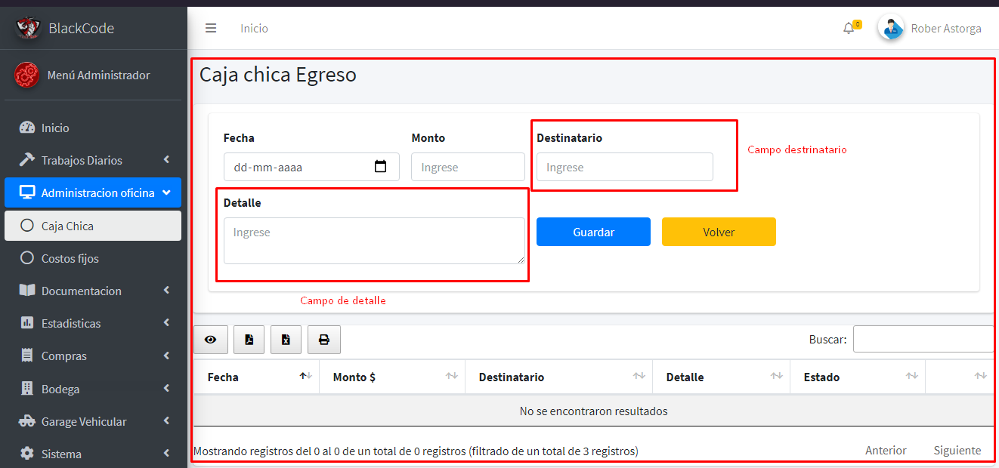 BlackCode
Inicio
0
Rober Astorga
Menú Administrador
Inicio
Trabajos Diarios
Administracion oficina
Caja Chica
Costos fijos
Documentacion
Estadisticas
Compras
Bodega
Garage Vehicular
Sistema
Caja chica Egreso
Fecha
Monto
Destinatario
dd-mm-aaaa
Ingrese
Ingrese
Campo destrinatario
Detalle
Ingrese
Guardar
Volver
Campo de detalle
Buscar:
Fecha
Monto $
Destinatario
Detalle
Estado
No se encontraron resultados
Mostrando registros del 0 al 0 de un total de 0 registros (filtrado de un total de 3 registros)
Anterior
Siguiente